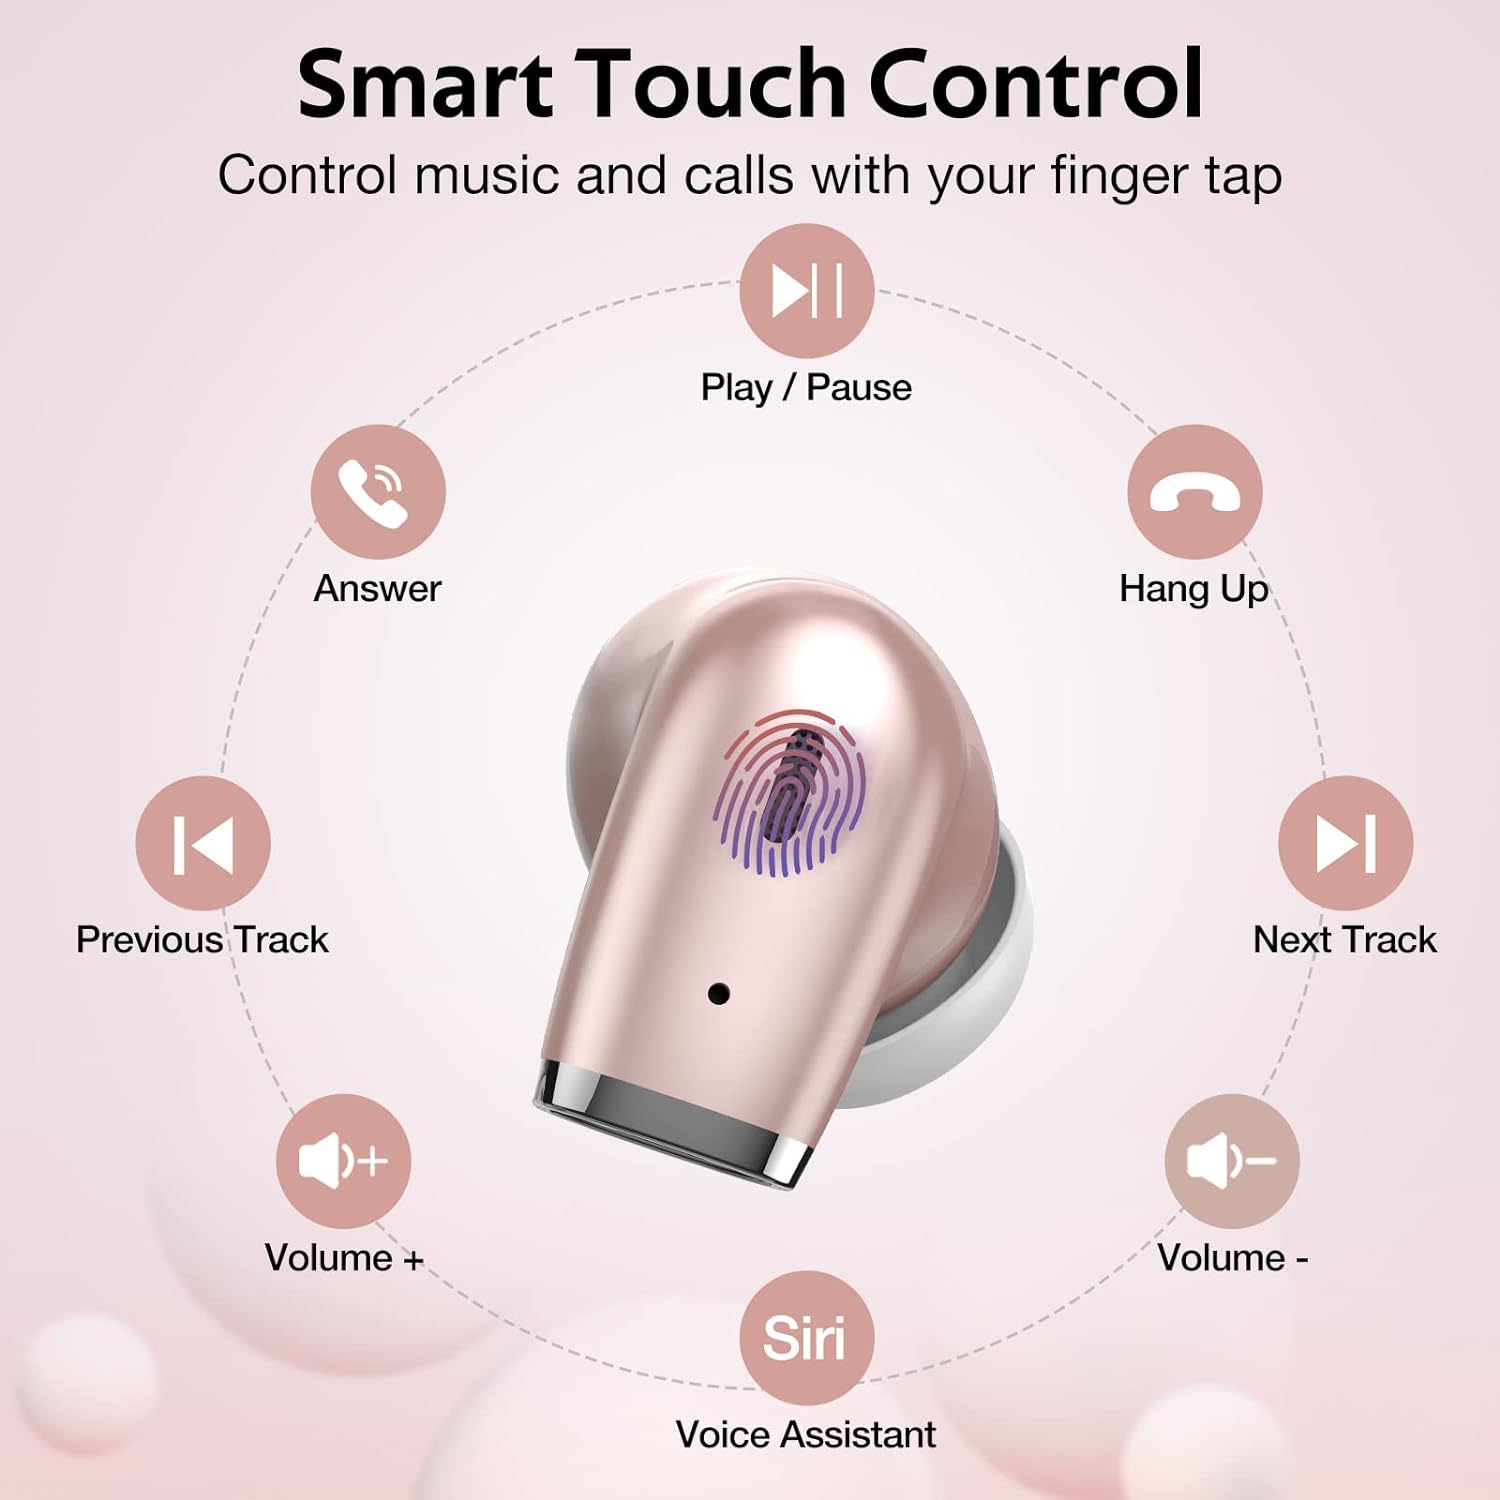 Smart Touch Control
Control music and calls with your finger tap
Play / Pause
Answer
Hang Up
Previous Track
Next Track
Volume +
Volume -
Siri
Voice Assistant